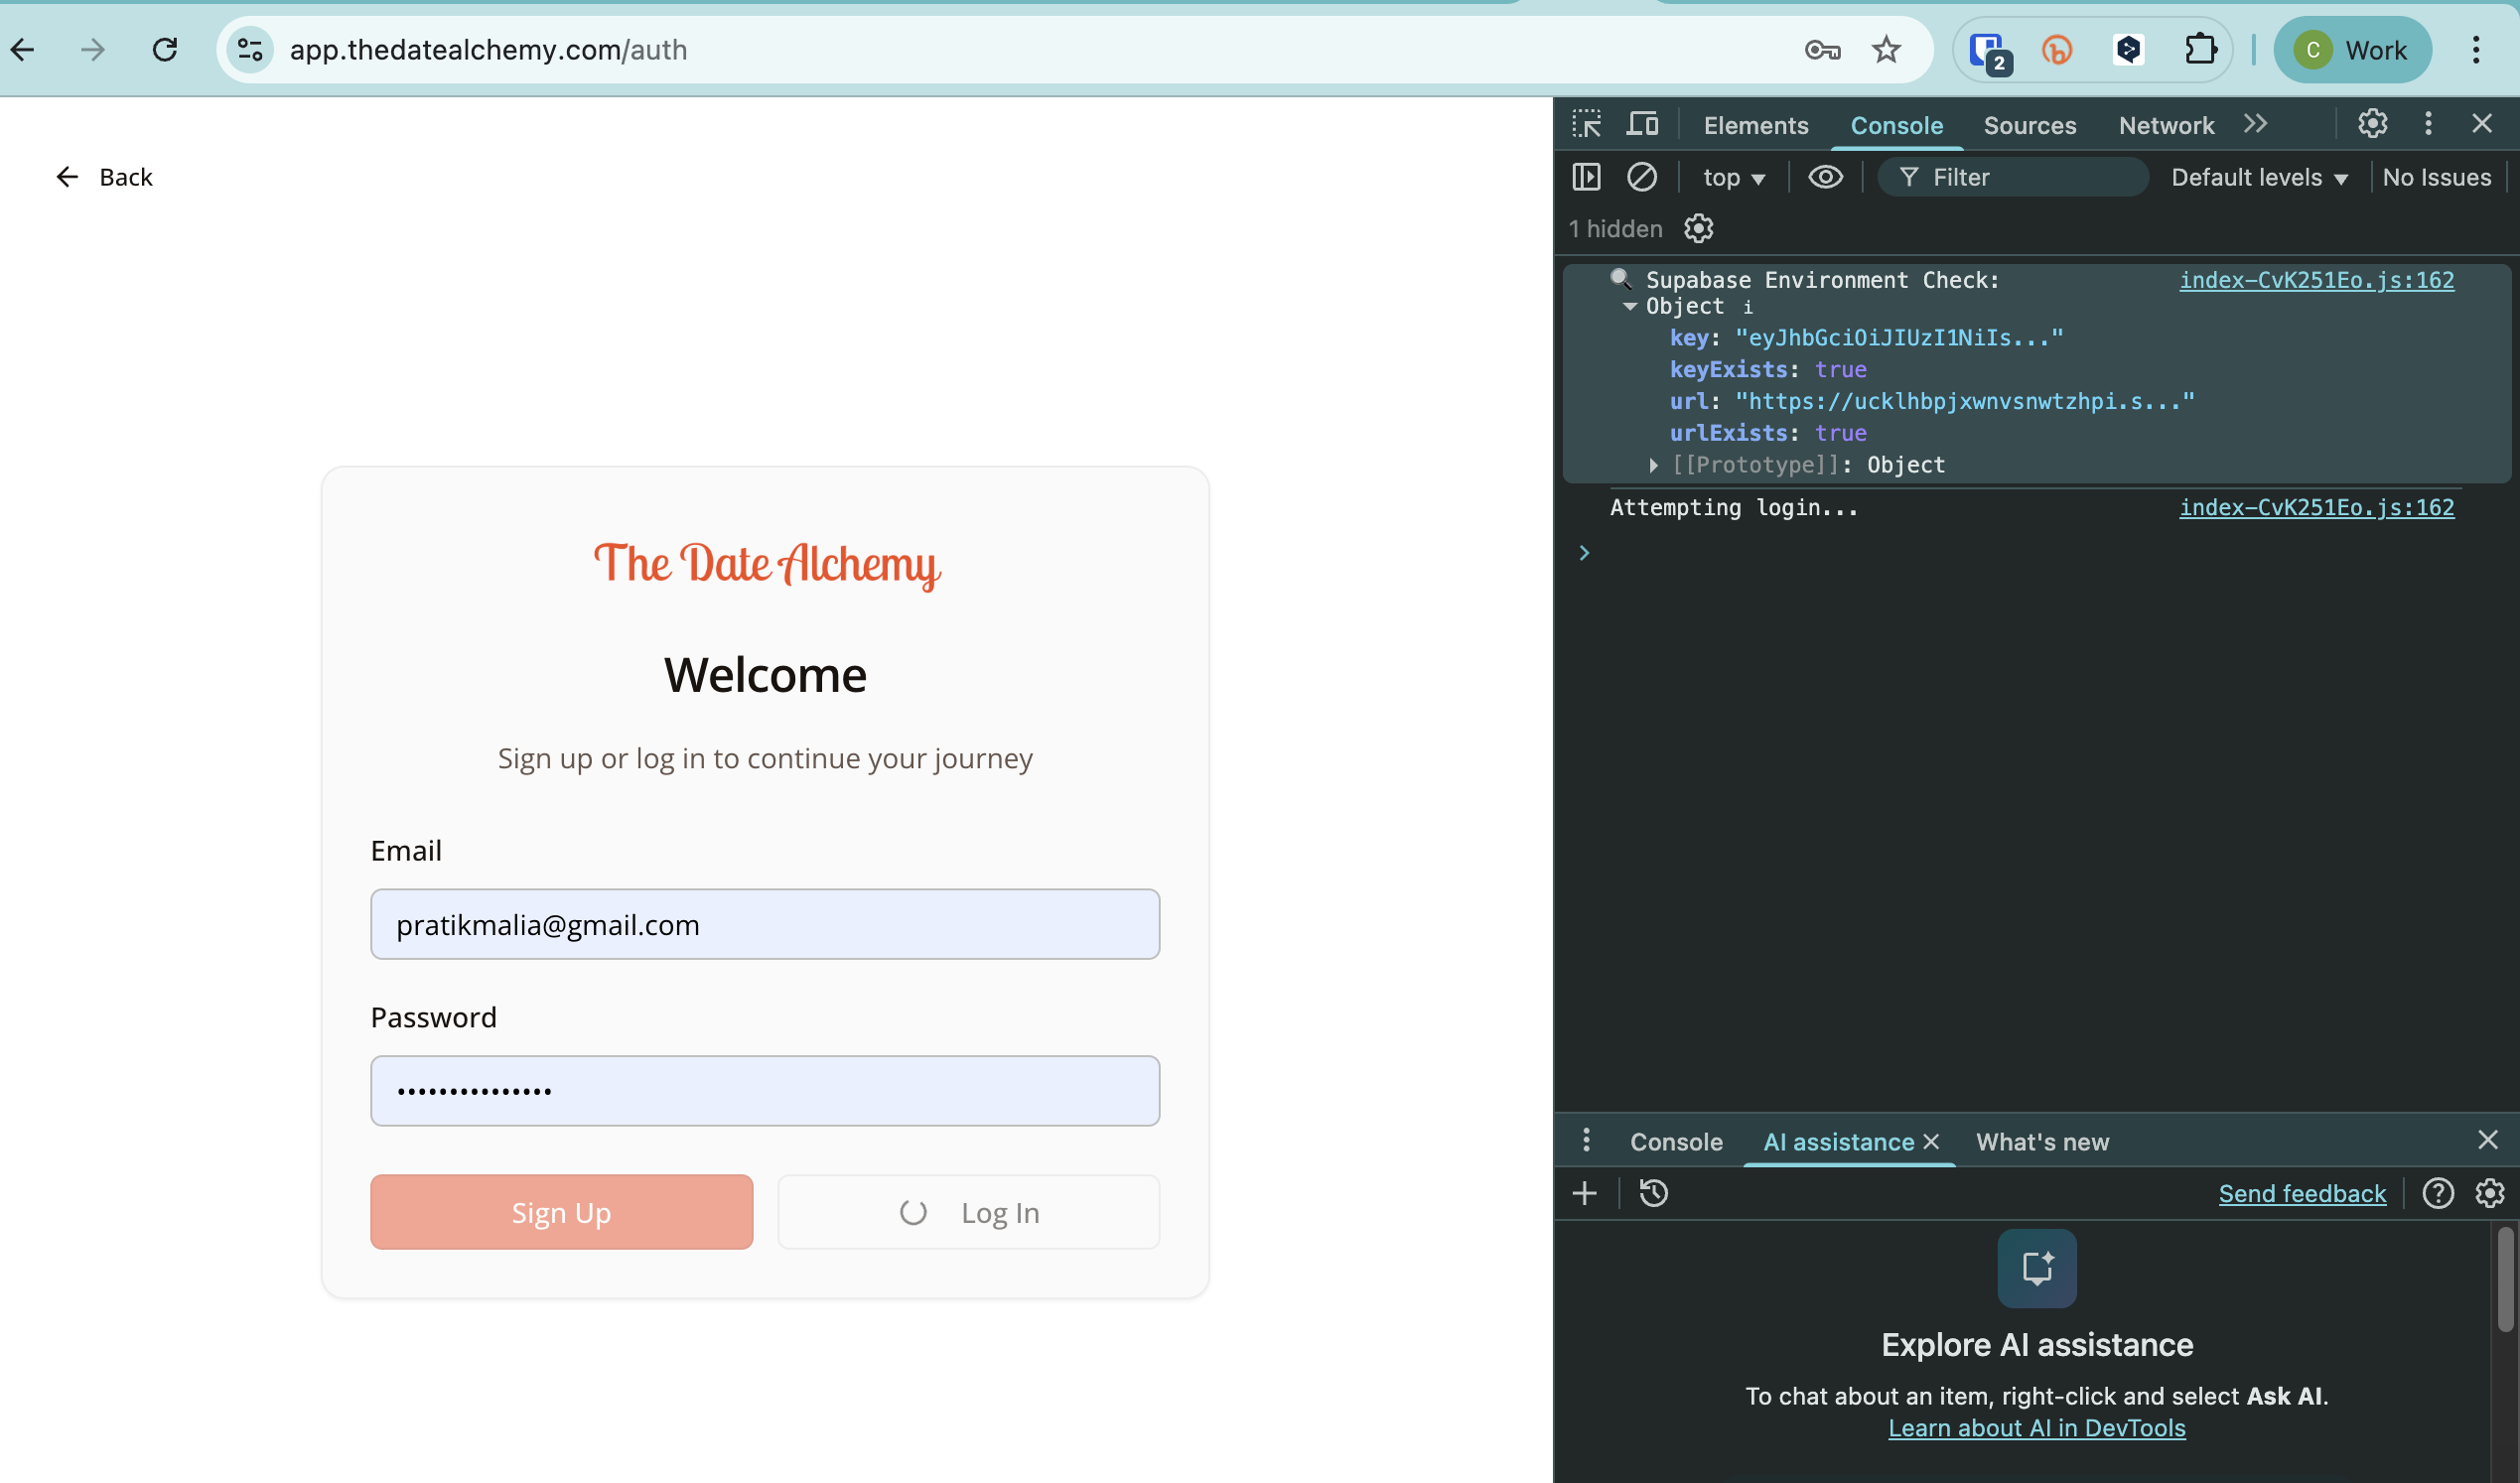 app.thedatealchemy.com/auth
2
C Work
Back
The Date Alchemy
Welcome
Sign up or log in to continue your journey
Email
pratikmalia@gmail.com
Password
•••••••••••••••
Sign Up
Log In
Elements Console Sources Network
top Filter Default levels No Issues
1 hidden
Supabase Environment Check: index-CvK251Eo.js:162
Object i
key: "eyJhbGciOiJIUzI1NiIs..."
keyExists: true
url: "https://ucklhbpjxwnvsnwtzhpi.s..."
urlExists: true
[[Prototype]]: Object
Attempting login... index-CvK251Eo.js:162
Console AI assistance What's new
Send feedback
Explore AI assistance
To chat about an item, right-click and select Ask AI.
Learn about AI in DevTools